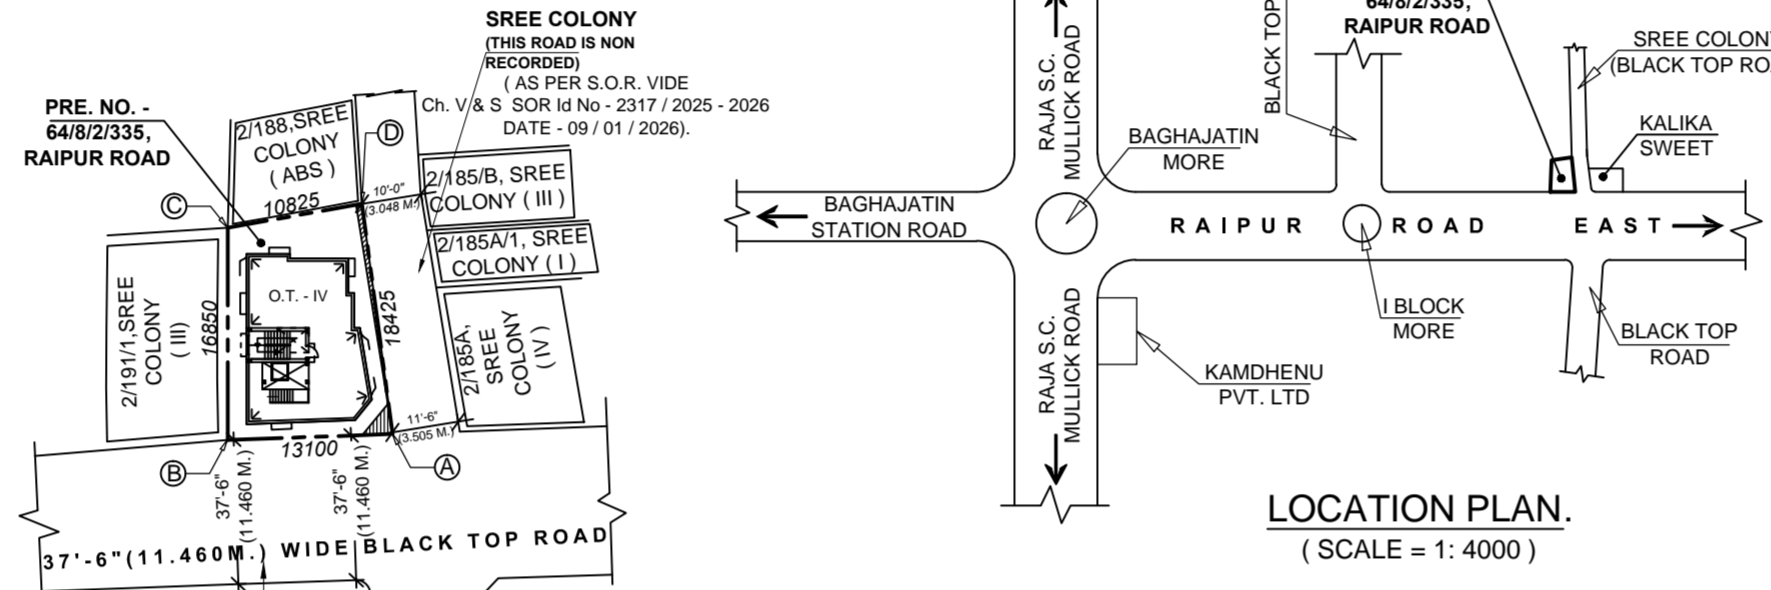 SREE COLONY
(THIS ROAD IS NON
RECORDED)
( AS PER S.O.R. VIDE
Ch. V & S SOR Id No - 2317 / 2025 - 2026
DATE - 09 / 01 / 2026).
PRE. NO. -
64/8/2/335,
RAIPUR ROAD
2/188,SREE
COLONY
( ABS )
10825
D
C
10'-0"
(3.048 M.)
2/185/B, SREE
COLONY ( III )
2/185A/1, SREE
COLONY ( I )
2/185A,
SREE
COLONY
(IV)
2/191/1,SREE
COLONY
( III)
16850
O.T. - IV
18425
11'-6"
(3.505 M.)
13100
B
A
37'-6"
(11.460 M.)
37'-6"
(11.460 M.)
37'-6"(11.460M.) WIDE BLACK TOP ROAD
64/8/2/335,
RAIPUR ROAD
RAJA S.C.
MULLICK ROAD
BLACK TOP
SREE COLON
(BLACK TOP RO
KALIKA
SWEET
BAGHAJATIN
MORE
BAGHAJATIN
STATION ROAD
RAIPUR ROAD EAST
I BLOCK
MORE
BLACK TOP
ROAD
RAJA S.C.
MULLICK ROAD
KAMDHENU
PVT. LTD
LOCATION PLAN.
( SCALE = 1: 4000 )